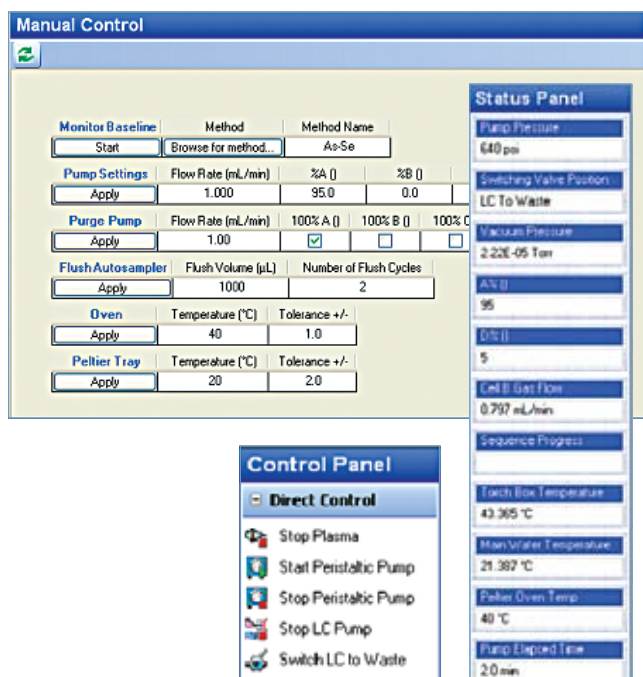 Manual Control
Monitor Baseline Method Method Name
Start Browse for method... As-Se
Pump Settings Flow Rate (mL/min) %A () %B ()
Apply 1.000 95.0 0.0
Purge Pump Flow Rate (mL/min) 100% A () 100% B () 100% C
Apply 1.00
Flush Autosampler Flush Volume (µL) Number of Flush Cycles
Apply 1000 2
Oven Temperature (°C) Tolerance +/-
Apply 40 1.0
Peltier Tray Temperature (°C) Tolerance +/-
Apply 20 2.0
Status Panel
Pump Pressure
640 psi
Switching Valve Position
LC To Waste
Vacuum Pressure
2.22E-05 Torr
A% ()
95
D% ()
5
Cell B Gas Flow
0.797 mL/min
Sequence Progress
Torch Box Temperature
43.365 °C
Main Water Temperature
21.387 °C
Peltier Oven Temp
40 °C
Pump Elapsed Time
2.0 min
Control Panel
Direct Control
Stop Plasma
Start Peristaltic Pump
Stop Peristaltic Pump
Stop LC Pump
Switch LC to Waste